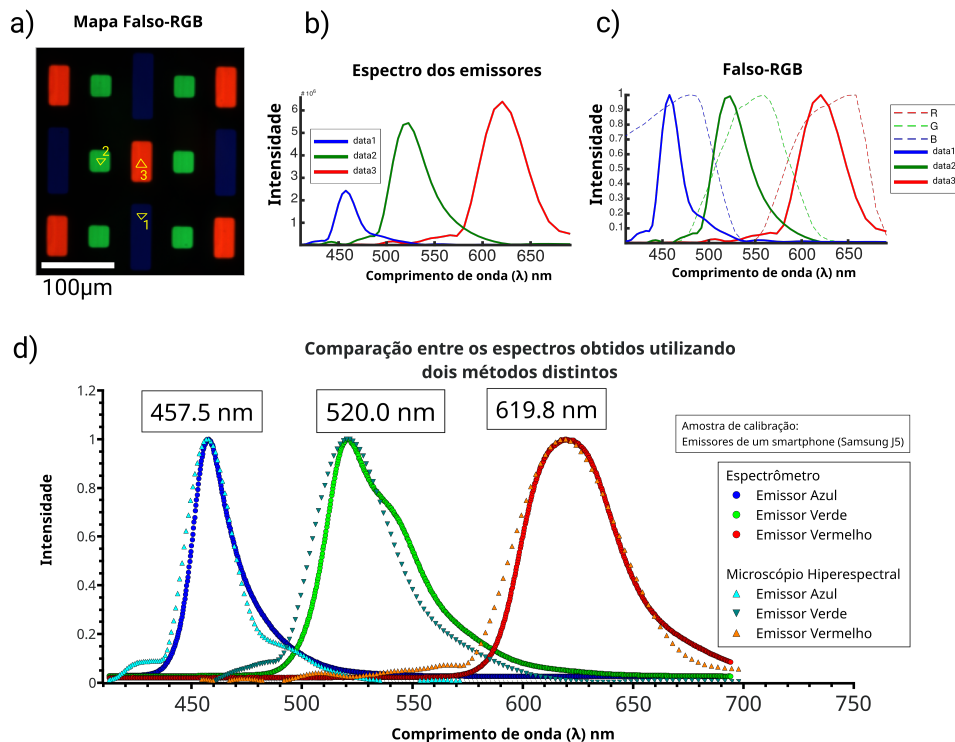 a)
Mapa Falso-RGB
2
3
1
100µm
b)
Espectro dos emissores
×10⁶
Intensidade
6
5
4
3
2
1
data1
data2
data3
450 500 550 600 650
Comprimento de onda (λ) nm
c)
Falso-RGB
Intensidade
1
0.9
0.8
0.7
0.6
0.5
0.4
0.3
0.2
0.1
R
G
B
data1
data2
data3
450 500 550 600 650
Comprimento de onda (λ) nm
d)
Comparação entre os espectros obtidos utilizando
dois métodos distintos
457.5 nm
520.0 nm
619.8 nm
Amostra de calibração:
Emissores de um smartphone (Samsung J5)
Espectrômetro
Emissor Azul
Emissor Verde
Emissor Vermelho
Microscópio Hiperespectral
Emissor Azul
Emissor Verde
Emissor Vermelho
Intensidade
1.2
1
0.8
0.6
0.4
0.2
0
450 500 550 600 650 700 750
Comprimento de onda (λ) nm